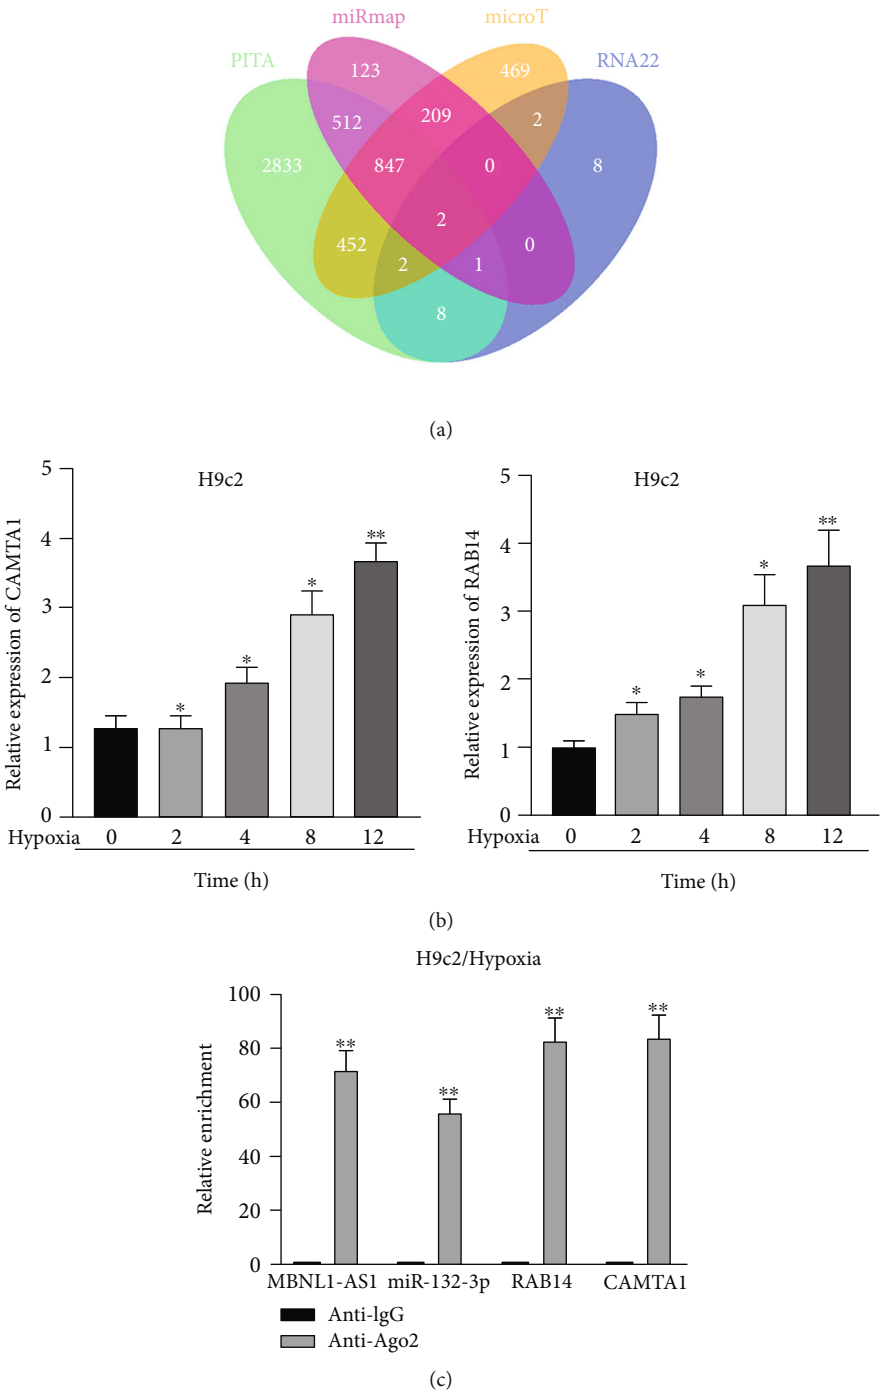 miRmap microT
PITA RNA22
123 469
512 209 2
2833 847 0 8
2
452 2 1 0
8
(a)
H9c2
Relative expression of CAMTA1
5
4
3
2
1
0
* * * **
Hypoxia 0 2 4 8 12
Time (h)
H9c2
Relative expression of RAB14
5
4
3
2
1
0
* * * **
Hypoxia 0 2 4 8 12
Time (h)
(b)
H9c2/Hypoxia
Relative enrichment
100
80
60
40
20
0
** ** ** **
MBNL1-AS1 miR-132-3p RAB14 CAMTA1
Anti-lgG
Anti-Ago2
(c)